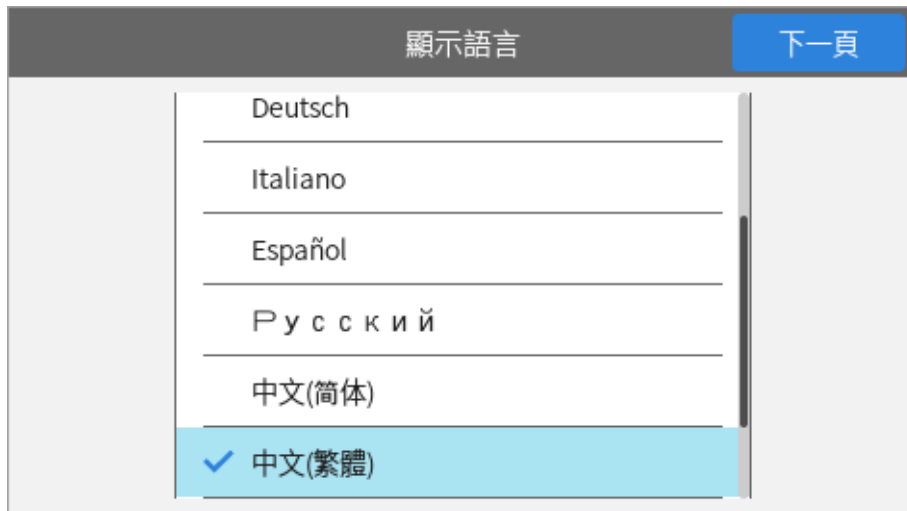 顯示語言
下一頁
Deutsch
Italiano
Español
Русский
中文(简体)
中文(繁體)